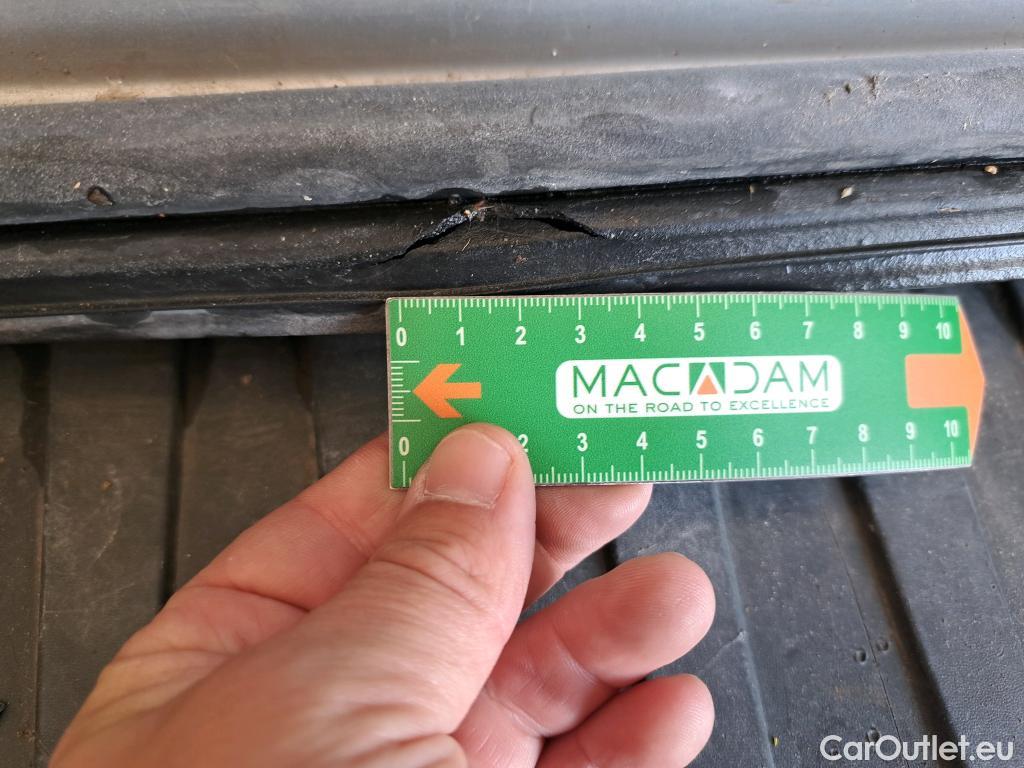 0 1 2 3 4 5 6 7 8 9 10
MACADAM
ON THE ROAD TO EXCELLENCE
0 2 3 4 5 6 7 8 9 10
CarOutlet.eu